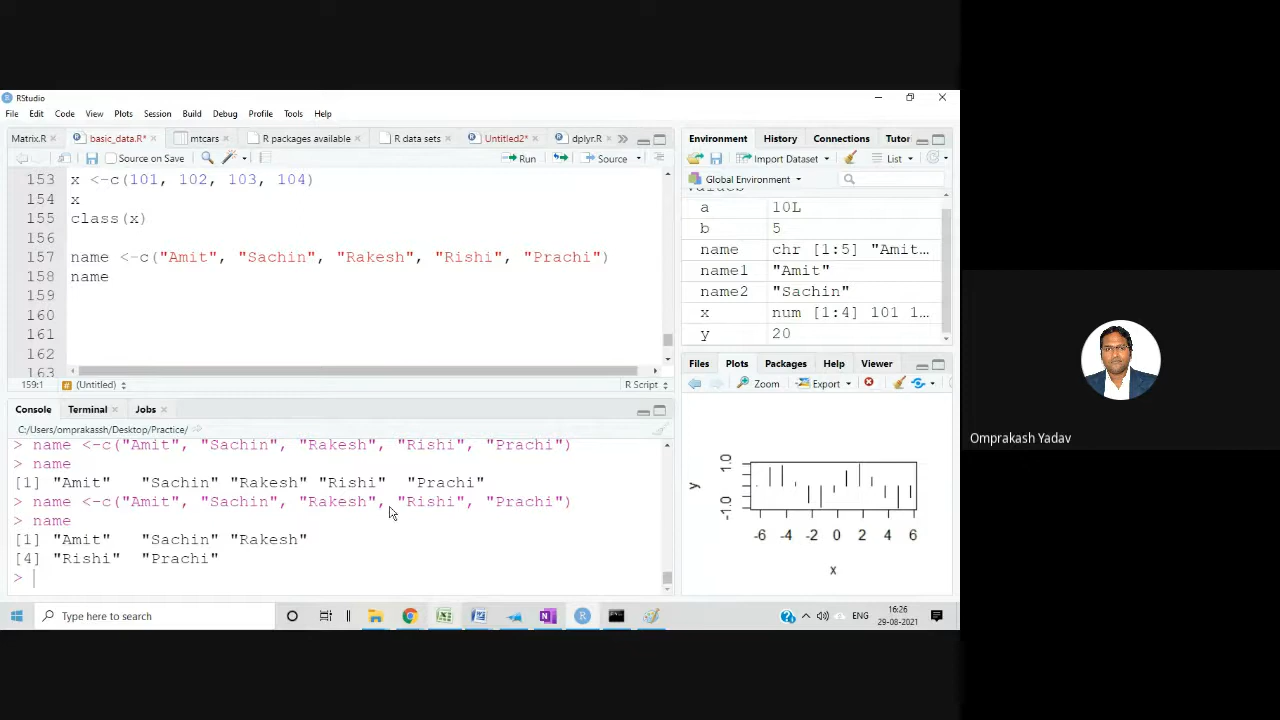 RStudio
File Edit Code View Plots Session Build Debug Profile Tools Help
Matrix.R basic_data.R* mtcars R packages available R data sets Untitled2* dplyr.R
Source on Save Run Source
153 x <-c(101, 102, 103, 104)
154 x
155 class(x)
156
157 name <-c("Amit", "Sachin", "Rakesh", "Rishi", "Prachi")
158 name
159
160
161
162
163
159:1 (Untitled) R Script
Console Terminal Jobs
C:/Users/omprakassh/Desktop/Practice/
> name <-c("Amit", "Sachin", "Rakesh", "Rishi", "Prachi")
> name
[1] "Amit" "Sachin" "Rakesh" "Rishi" "Prachi"
> name <-c("Amit", "Sachin", "Rakesh", "Rishi", "Prachi")
> name
[1] "Amit" "Sachin" "Rakesh"
[4] "Rishi" "Prachi"
>
Environment History Connections Tutor
Import Dataset List
Global Environment
values
a 10L
b 5
name chr [1:5] "Amit…
name1 "Amit"
name2 "Sachin"
x num [1:4] 101 1…
y 20
Files Plots Packages Help Viewer
Zoom Export
y
1.0
-1.0
-6 -4 -2 0 2 4 6
x
Type here to search
ENG
16:26
29-08-2021
Omprakash Yadav